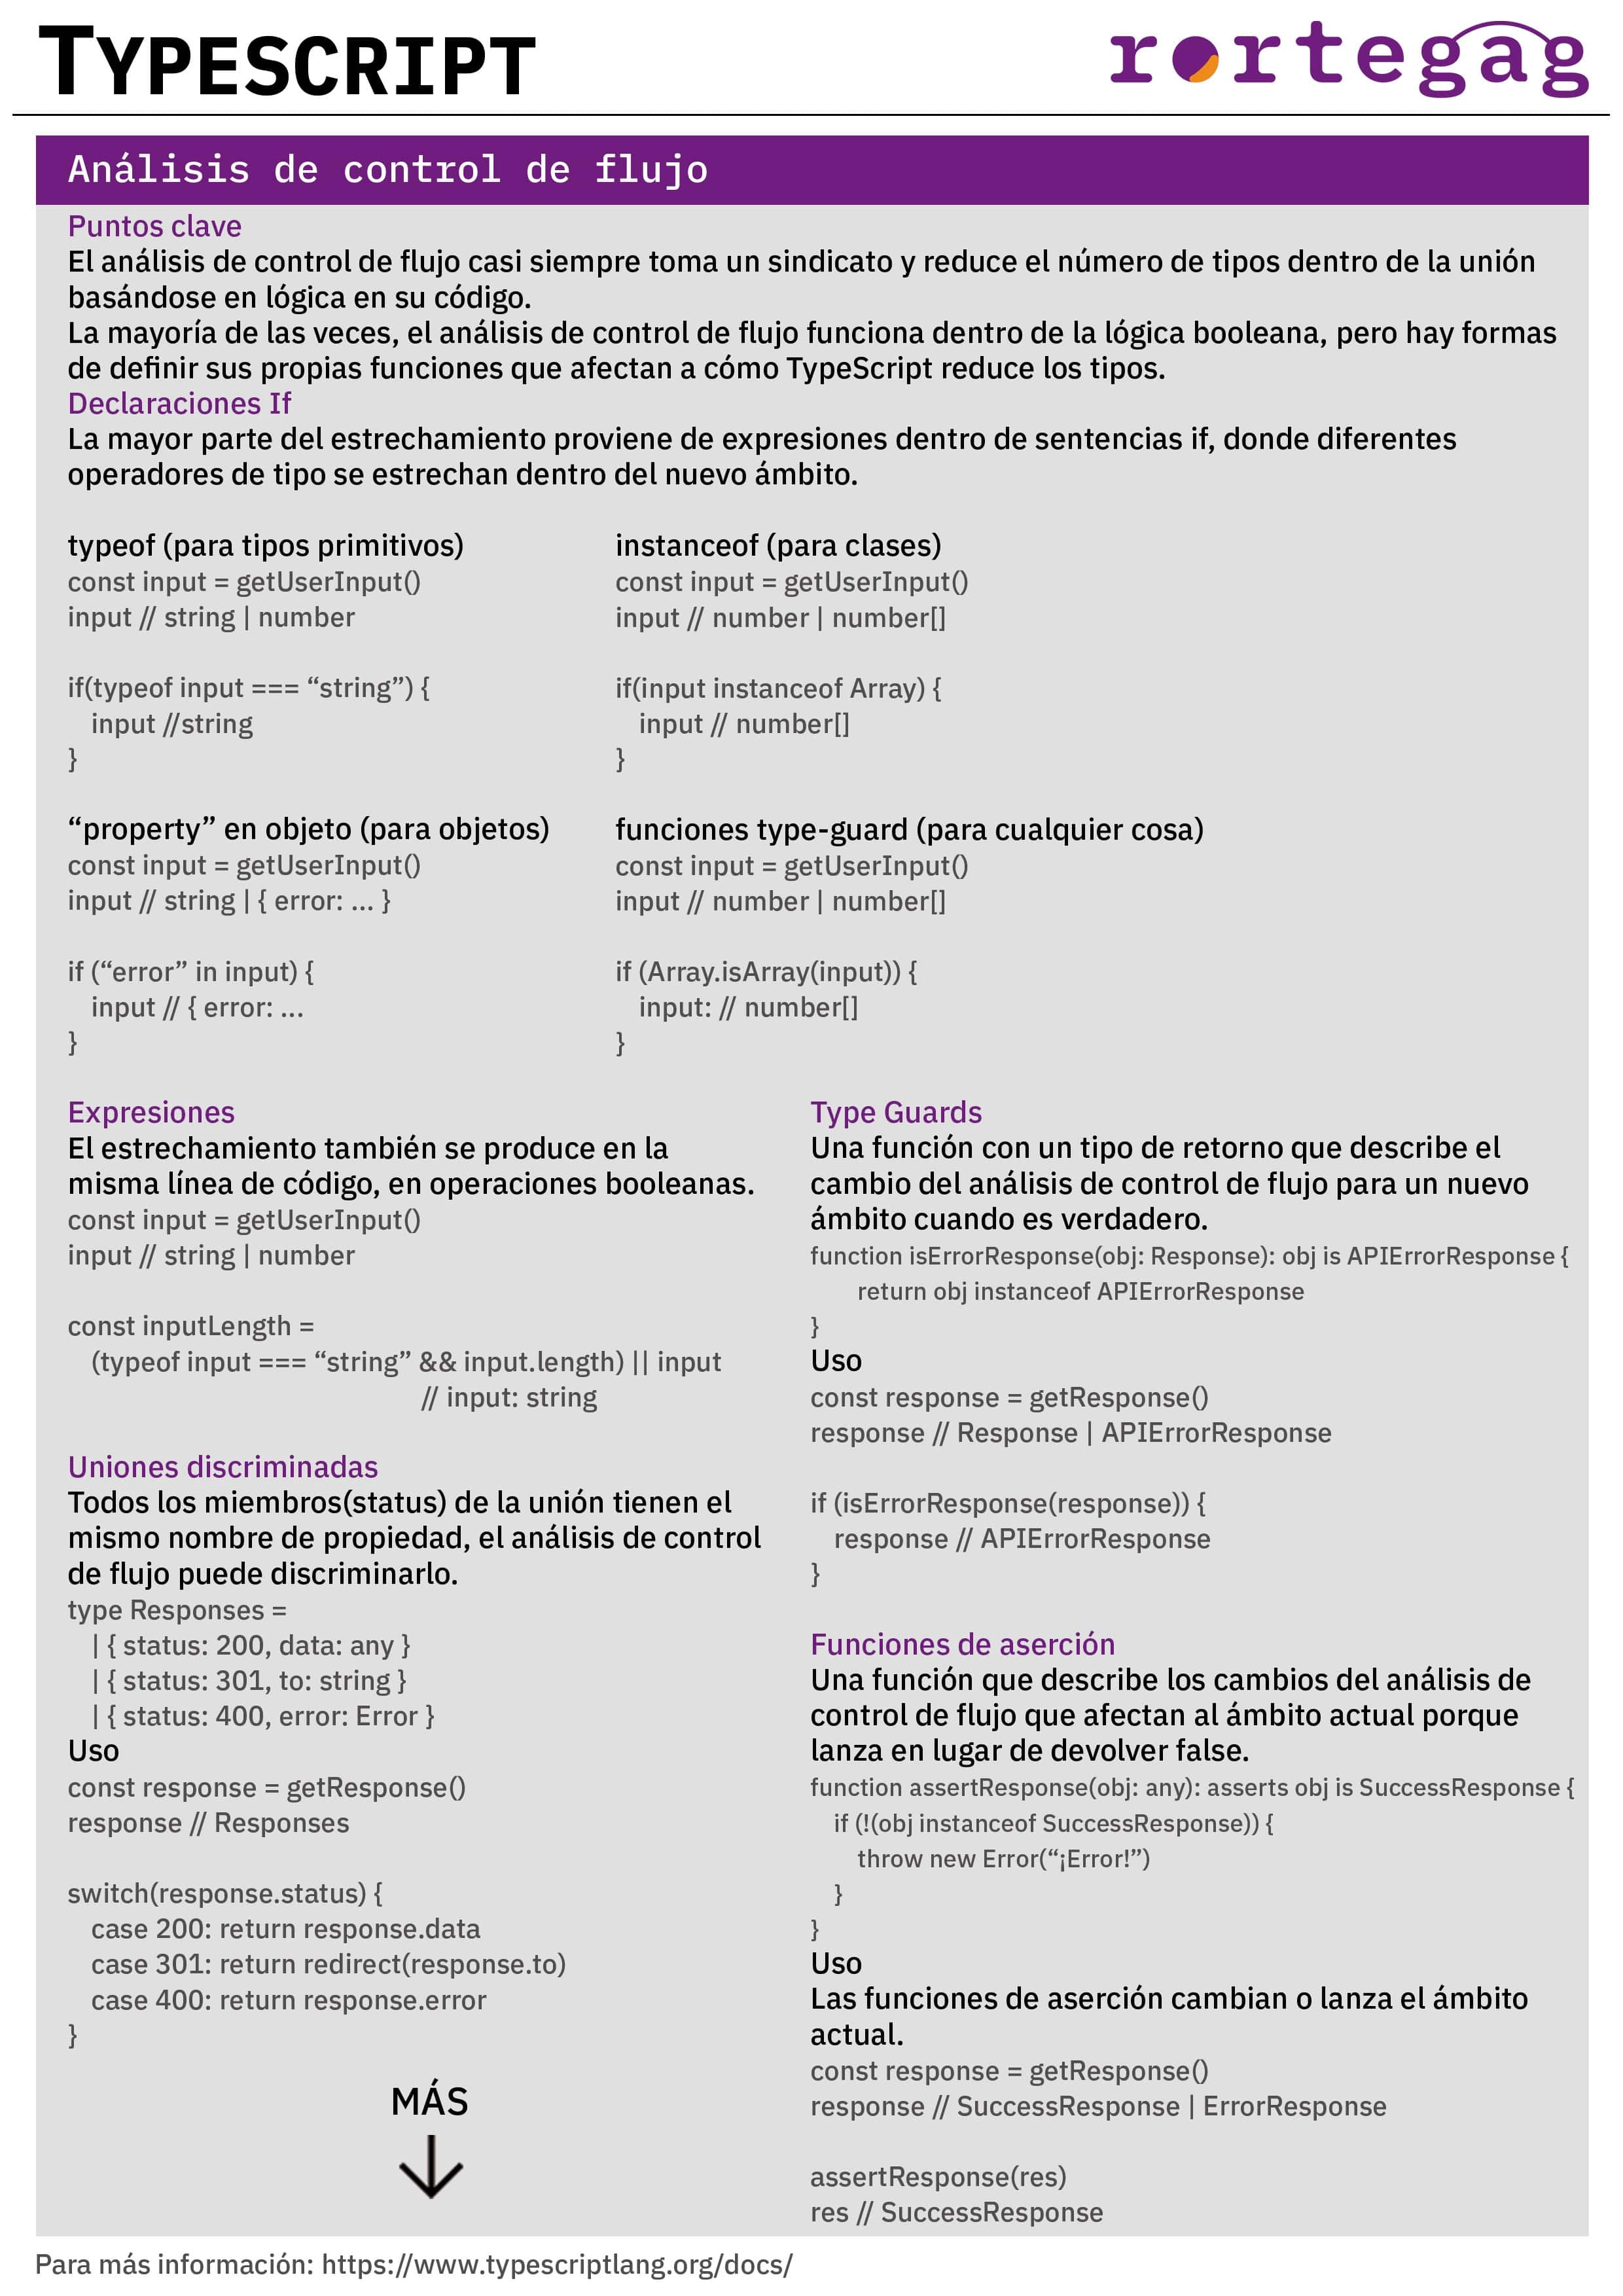 TYPESCRIPT
rortegag
Análisis de control de flujo
Puntos clave
El análisis de control de flujo casi siempre toma un sindicato y reduce el número de tipos dentro de la unión
basándose en lógica en su código.
La mayoría de las veces, el análisis de control de flujo funciona dentro de la lógica booleana, pero hay formas
de definir sus propias funciones que afectan a cómo TypeScript reduce los tipos.
Declaraciones If
La mayor parte del estrechamiento proviene de expresiones dentro de sentencias if, donde diferentes
operadores de tipo se estrechan dentro del nuevo ámbito.
typeof (para tipos primitivos)
const input = getUserInput()
input // string | number
if(typeof input === “string”) {
input //string
}
instanceof (para clases)
const input = getUserInput()
input // number | number[]
if(input instanceof Array) {
input // number[]
}
“property” en objeto (para objetos)
const input = getUserInput()
input // string | { error: ... }
if (“error” in input) {
input // { error: ...
}
funciones type-guard (para cualquier cosa)
const input = getUserInput()
input // number | number[]
if (Array.isArray(input)) {
input: // number[]
}
Expresiones
El estrechamiento también se produce en la
misma línea de código, en operaciones booleanas.
const input = getUserInput()
input // string | number
const inputLength =
(typeof input === “string” && input.length) || input
// input: string
Uniones discriminadas
Todos los miembros(status) de la unión tienen el
mismo nombre de propiedad, el análisis de control
de flujo puede discriminarlo.
type Responses =
| { status: 200, data: any }
| { status: 301, to: string }
| { status: 400, error: Error }
Uso
const response = getResponse()
response // Responses
switch(response.status) {
case 200: return response.data
case 301: return redirect(response.to)
case 400: return response.error
}
MÁS
Type Guards
Una función con un tipo de retorno que describe el
cambio del análisis de control de flujo para un nuevo
ámbito cuando es verdadero.
function isErrorResponse(obj: Response): obj is APIErrorResponse {
return obj instanceof APIErrorResponse
}
Uso
const response = getResponse()
response // Response | APIErrorResponse
if (isErrorResponse(response)) {
response // APIErrorResponse
}
Funciones de aserción
Una función que describe los cambios del análisis de
control de flujo que afectan al ámbito actual porque
lanza en lugar de devolver false.
function assertResponse(obj: any): asserts obj is SuccessResponse {
if (!(obj instanceof SuccessResponse)) {
throw new Error(“¡Error!”)
}
}
Uso
Las funciones de aserción cambian o lanza el ámbito
actual.
const response = getResponse()
response // SuccessResponse | ErrorResponse
assertResponse(res)
res // SuccessResponse
Para más información: https://www.typescriptlang.org/docs/